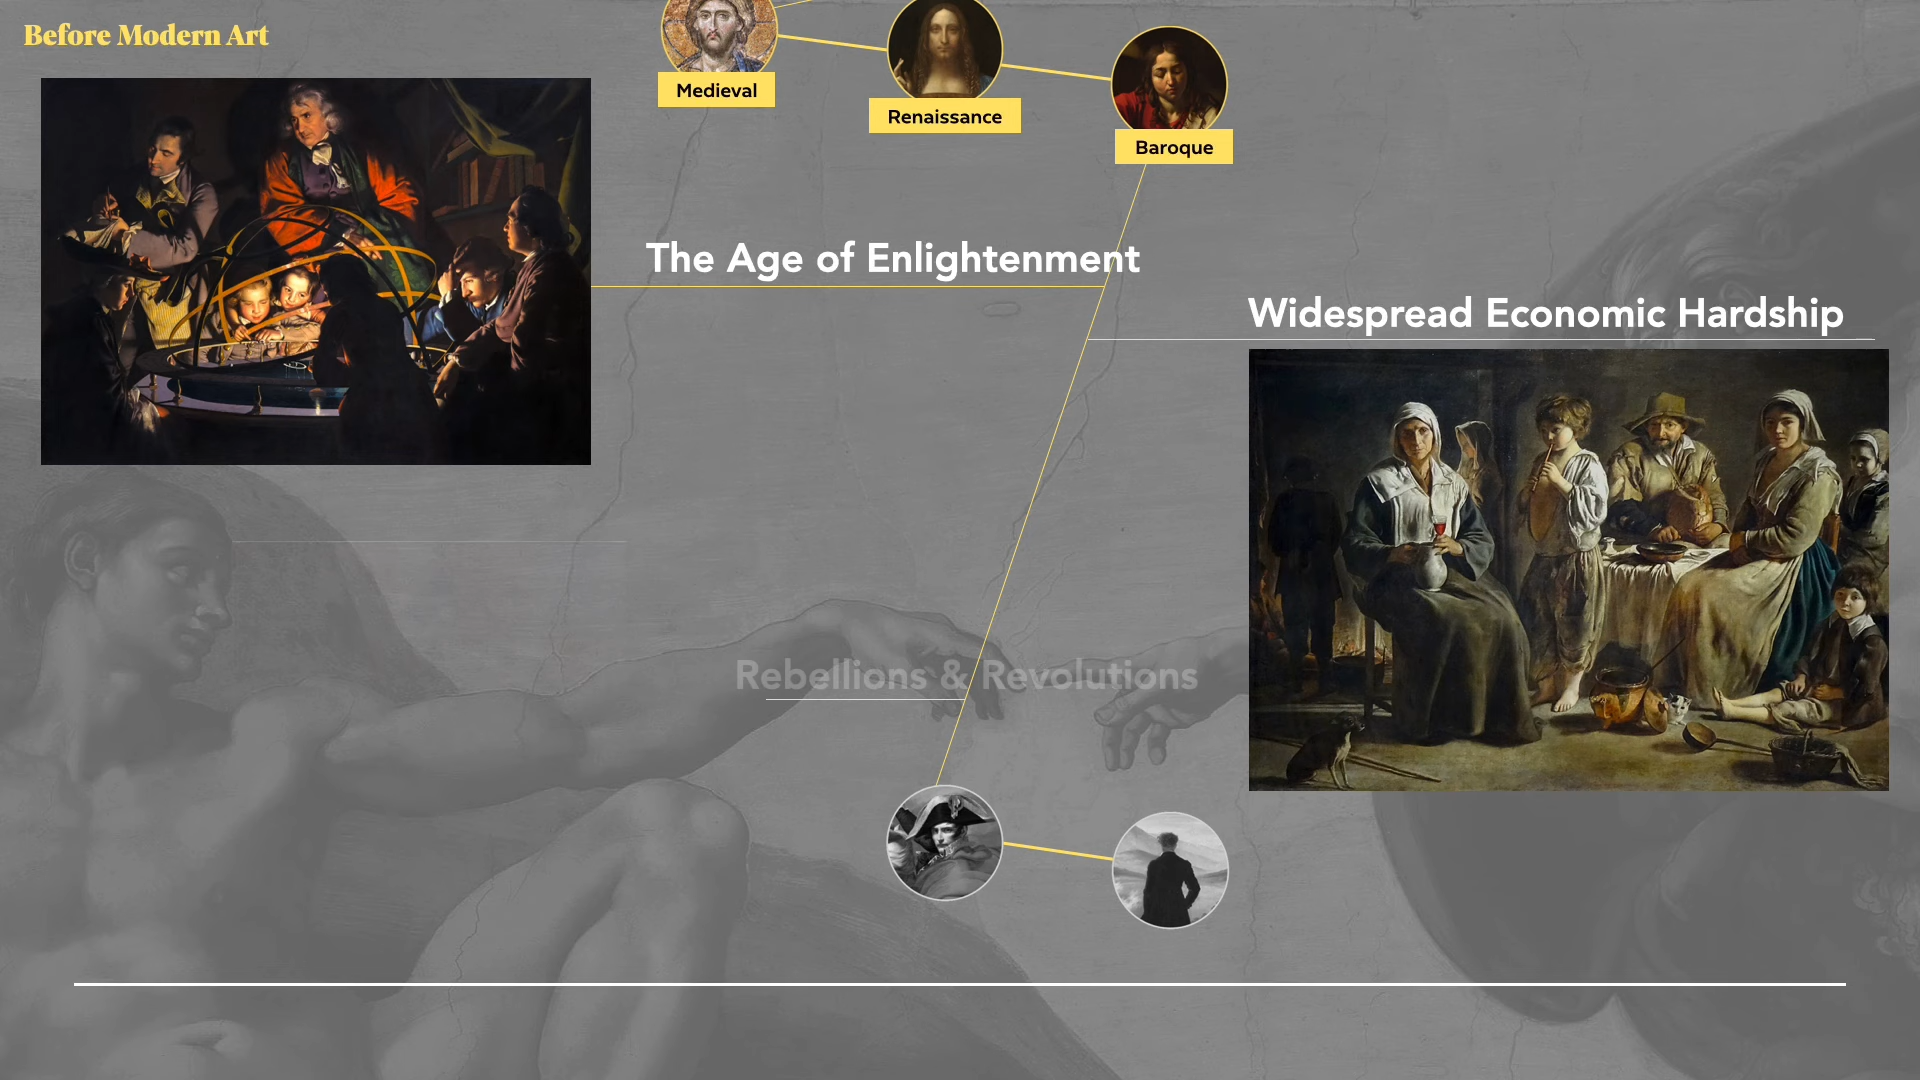 Before Modern Art
Medieval
Renaissance
Baroque
The Age of Enlightenment
Widespread Economic Hardship
Rebellions & Revolutions